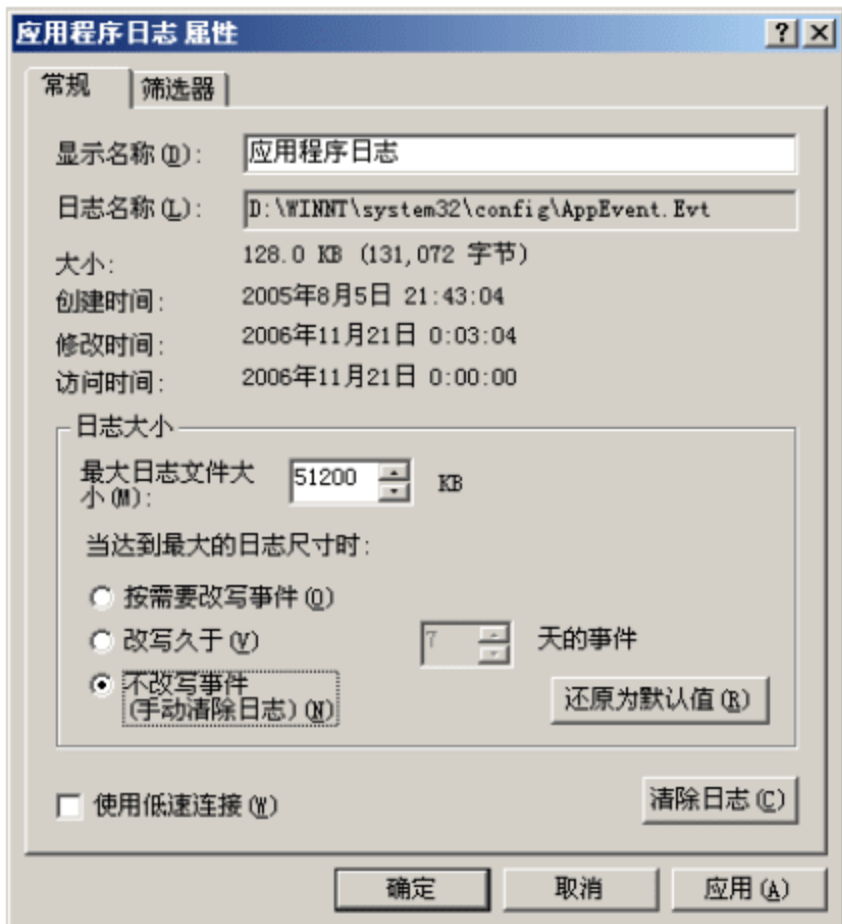 应用程序日志 属性
常规
筛选器
显示名称(D):
应用程序日志
日志名称(L):
D:\WINNT\system32\config\AppEvent.Evt
大小:
128.0 KB (131,072 字节)
创建时间:
2005年8月5日 21:43:04
修改时间:
2006年11月21日 0:03:04
访问时间:
2006年11月21日 0:00:00
日志大小
最大日志文件大
小(M):
51200
KB
当达到最大的日志尺寸时:
按需要改写事件(O)
改写久于(V)
7
天的事件
不改写事件
(手动清除日志)(N)
还原为默认值(R)
使用低速连接(W)
清除日志(C)
确定
取消
应用(A)